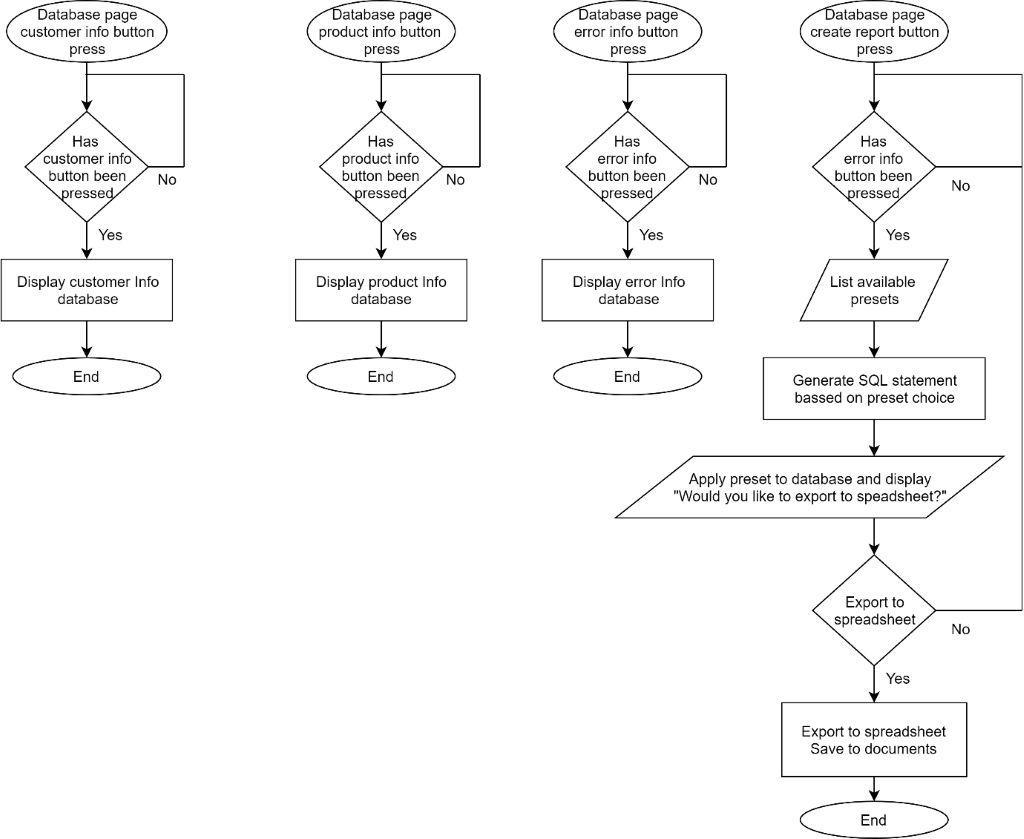 Database page
customer info button
press
Has
customer info
button been
pressed
No
Yes
Display customer Info
database
End
Database page
product info button
press
Has
product info
button been
pressed
No
Yes
Display product Info
database
End
Database page
error info button
press
Has
error info
button been
pressed
No
Yes
Display error Info
database
End
Database page
create report button
press
Has
error info
button been
pressed
No
Yes
List available
presets
Generate SQL statement
bassed on preset choice
Apply preset to database and display
"Would you like to export to speadsheet?"
Export to
spreadsheet
No
Yes
Export to spreadsheet
Save to documents
End